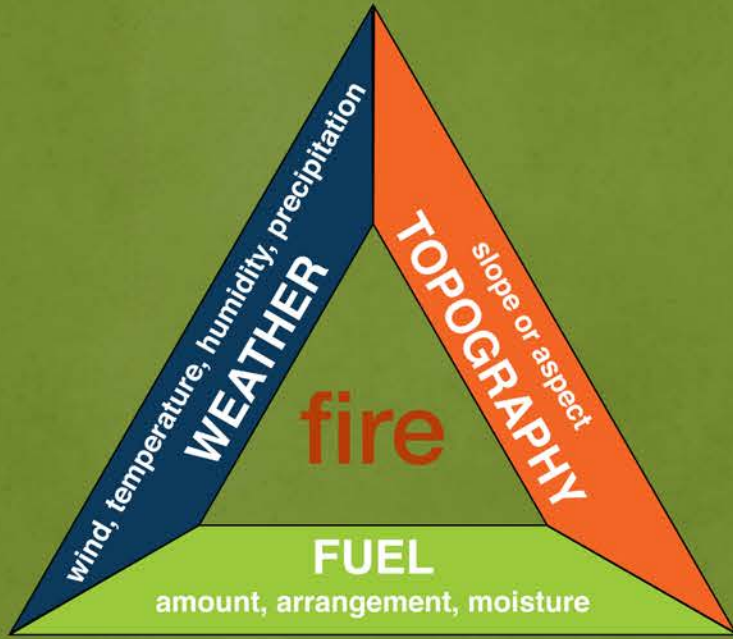 wind, temperature, humidity, precipitation
WEATHER
slope or aspect
TOPOGRAPHY
fire
FUEL
amount, arrangement, moisture